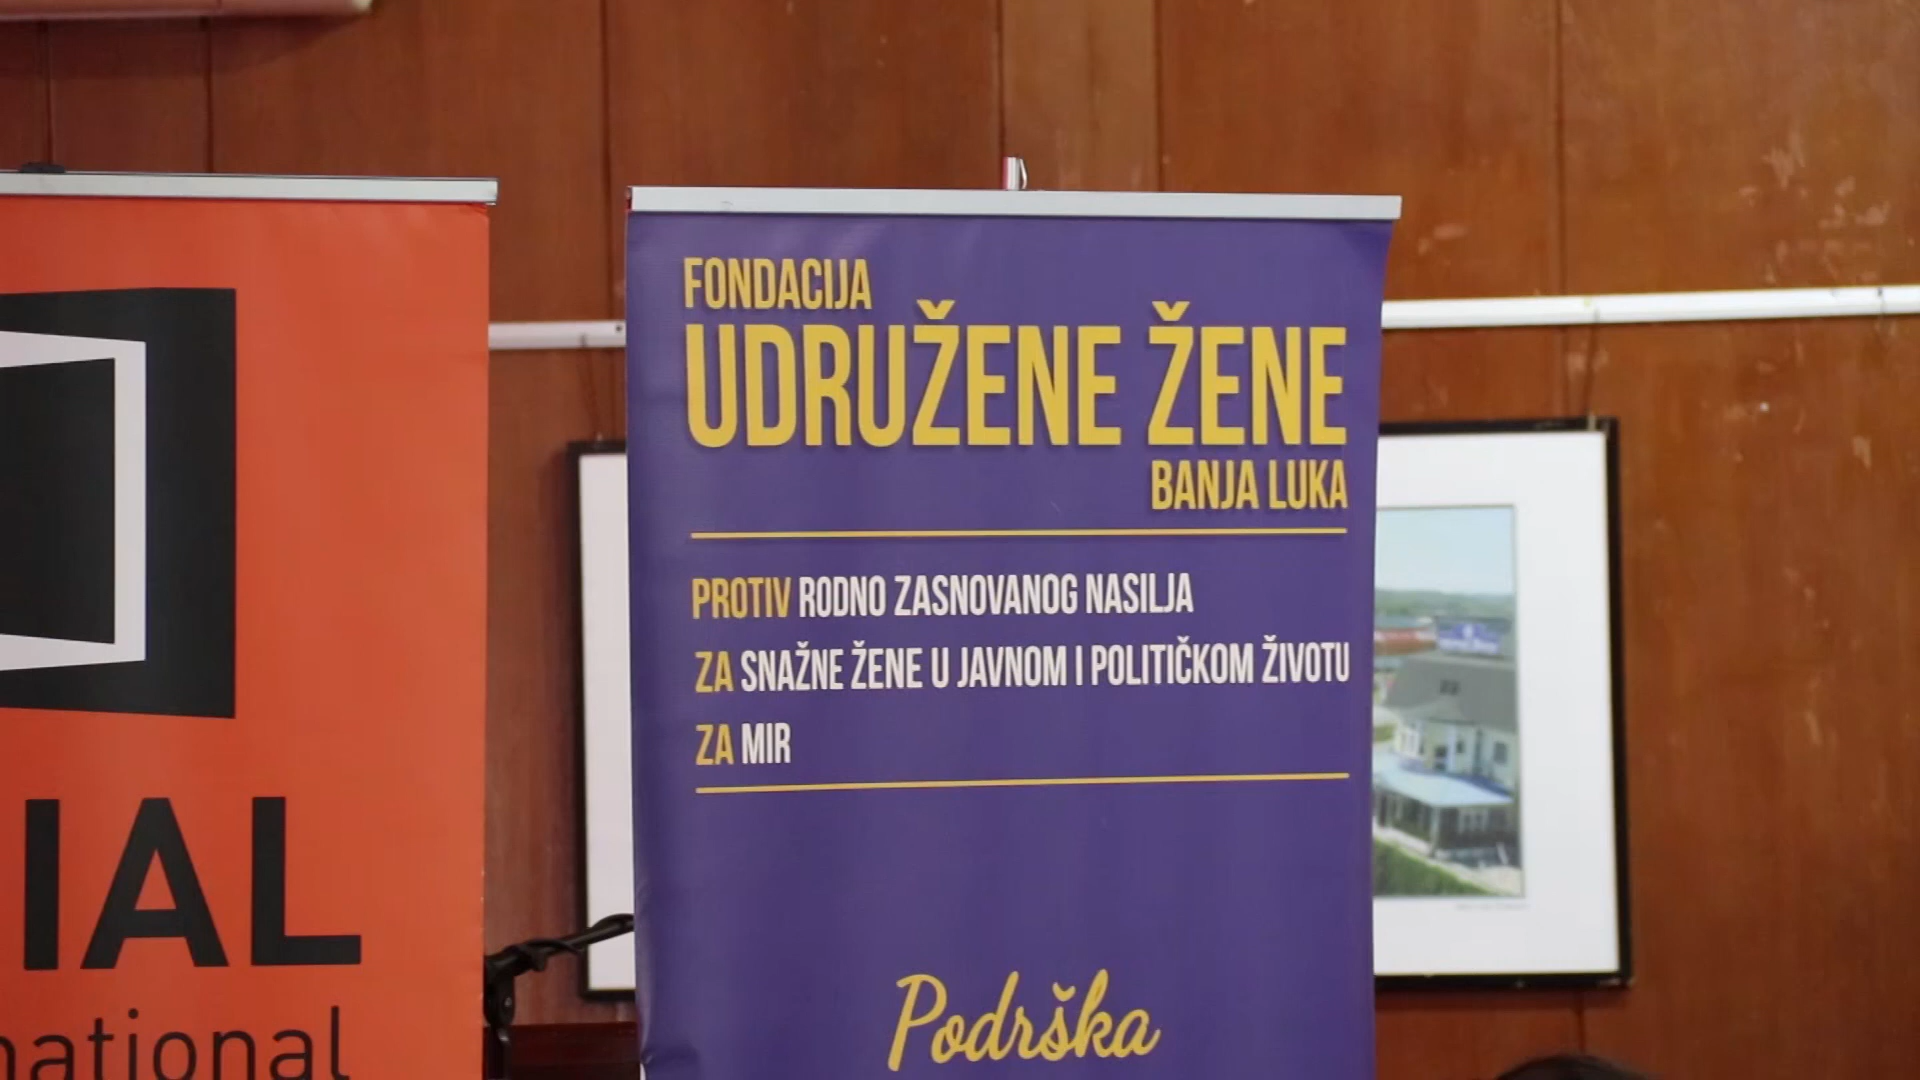 FONDACIJA
UDRUŽENE ŽENE
BANJA LUKA
PROTIV RODNO ZASNOVANOG NASILJA
ZA SNAŽNE ŽENE U JAVNOM I POLITIČKOM ŽIVOTU
ZA MIR
Podrška
IAL
national